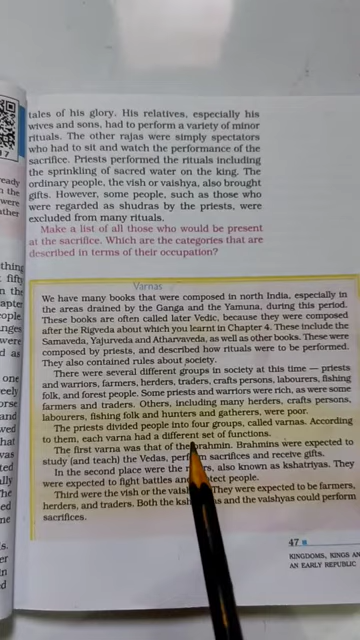 tales of his glory. His relatives, especially his
wives and sons, had to perform a variety of minor
rituals. The other rajas were simply spectators
who had to sit and watch the performance of the
sacrifice. Priests performed the rituals including
the sprinkling of sacred water on the king. The
ordinary people, the vish or vaishya, also brought
gifts. However, some people, such as those who
were regarded as shudras by the priests, were
excluded from many rituals.
Make a list of all those who would be present
at the sacrifice. Which are the categories that are
described in terms of their occupation?
Varnas
We have many books that were composed in north India, especially in
the areas drained by the Ganga and the Yamuna, during this period.
These books are often called later Vedic, because they were composed
after the Rigveda about which you learnt in Chapter 4. These include the
Samaveda, Yajurveda and Atharvaveda, as well as other books. These were
composed by priests, and described how rituals were to be performed.
They also contained rules about society.
There were several different groups in society at this time – priests
and warriors, farmers, herders, traders, crafts persons, labourers, fishing
folk, and forest people. Some priests and warriors were rich, as were some
farmers and traders. Others, including many herders, crafts persons,
labourers, fishing folk and hunters and gatherers, were poor.
The priests divided people into four groups, called varnas. According
to them, each varna had a different set of functions.
The first varna was that of the brahmin. Brahmins were expected to
study (and teach) the Vedas, perform sacrifices and receive gifts.
In the second place were the, also known as kshatriyas. They
were expected to fight battles and protect people.
Third were the vish or the They were expected to be farmers,
herders, and traders. Both the and the vaishyas could perform
sacrifices.
47
KINGDOMS, KINGS AN
AN EARLY REPUBLIC